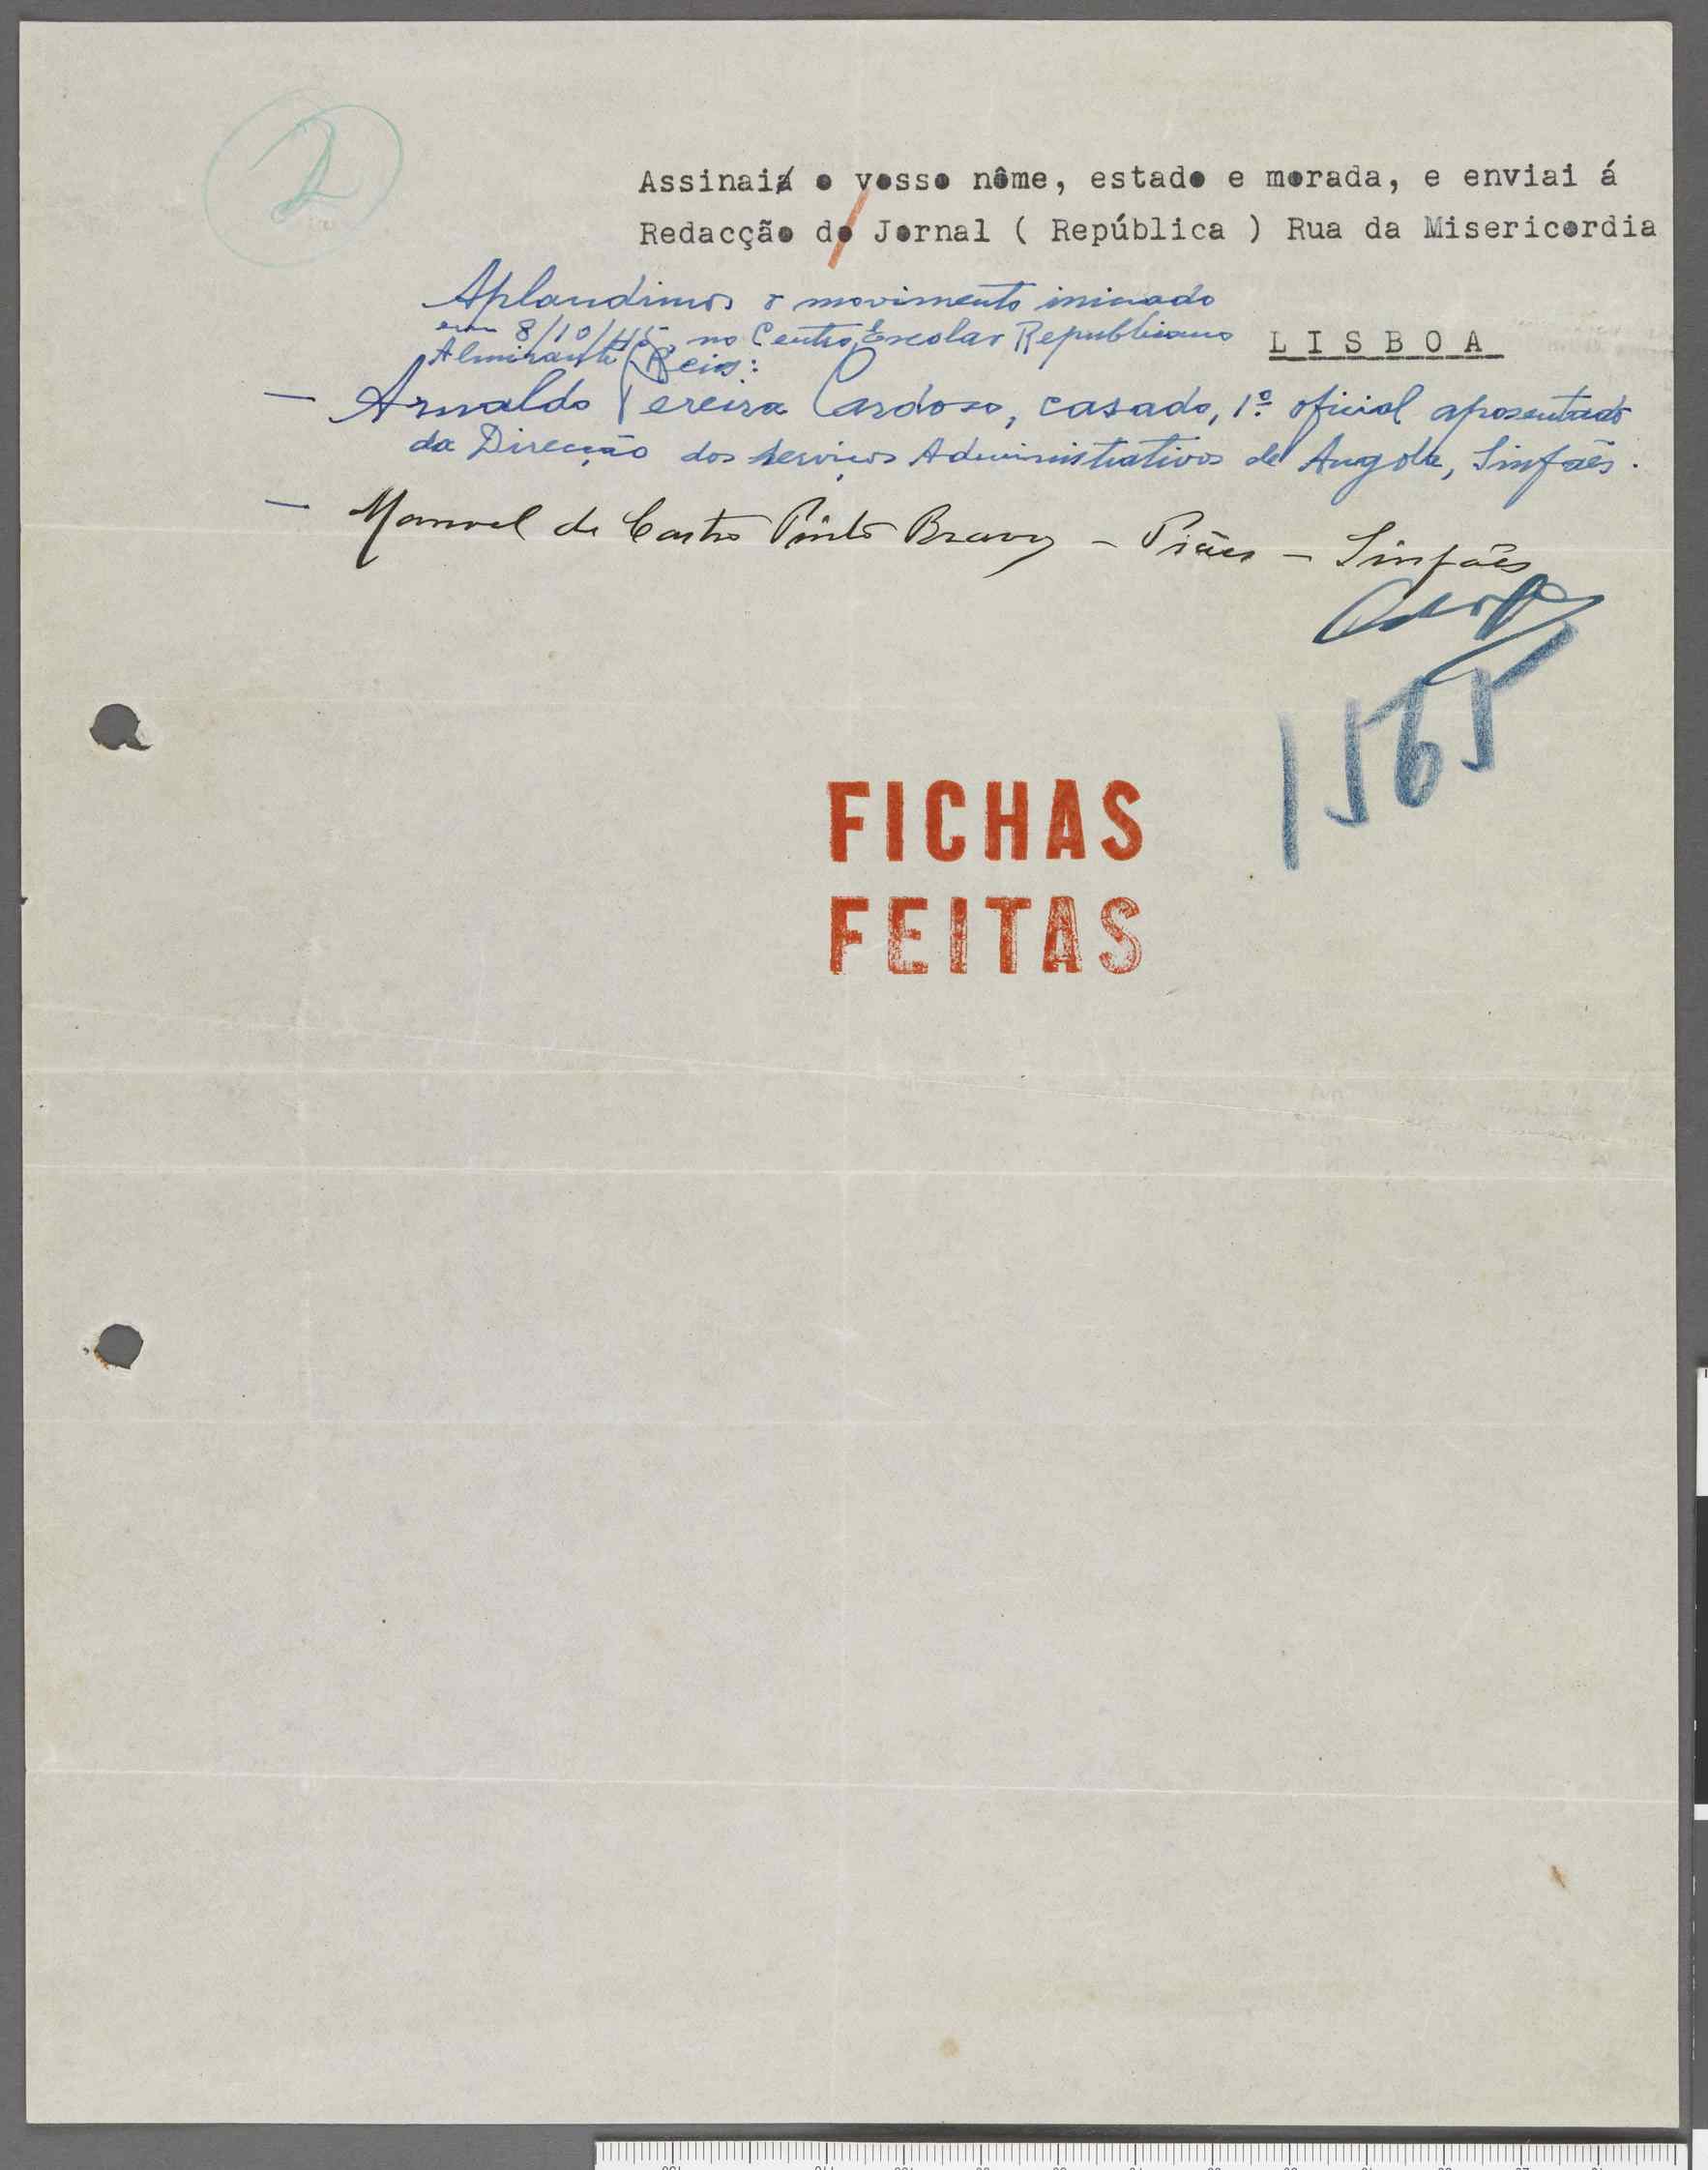 2
Assinai o vosso nôme, estado e morada, e enviai á
Redacção do Jornal ( República ) Rua da Misericordia
Aplaudimos o movimento iniciado
em 8/10/45, no Centro Escolar Republicano
LISBOA
Almirante Reis:
— Arnaldo Pereira Cardoso, casado, 1º oficial aposentado
da Direcção dos Serviços Administrativos de Angola, Sinfães.
— Manuel de Castro Pinto Bravo – Piães – Sinfães
1565
FICHAS
FEITAS